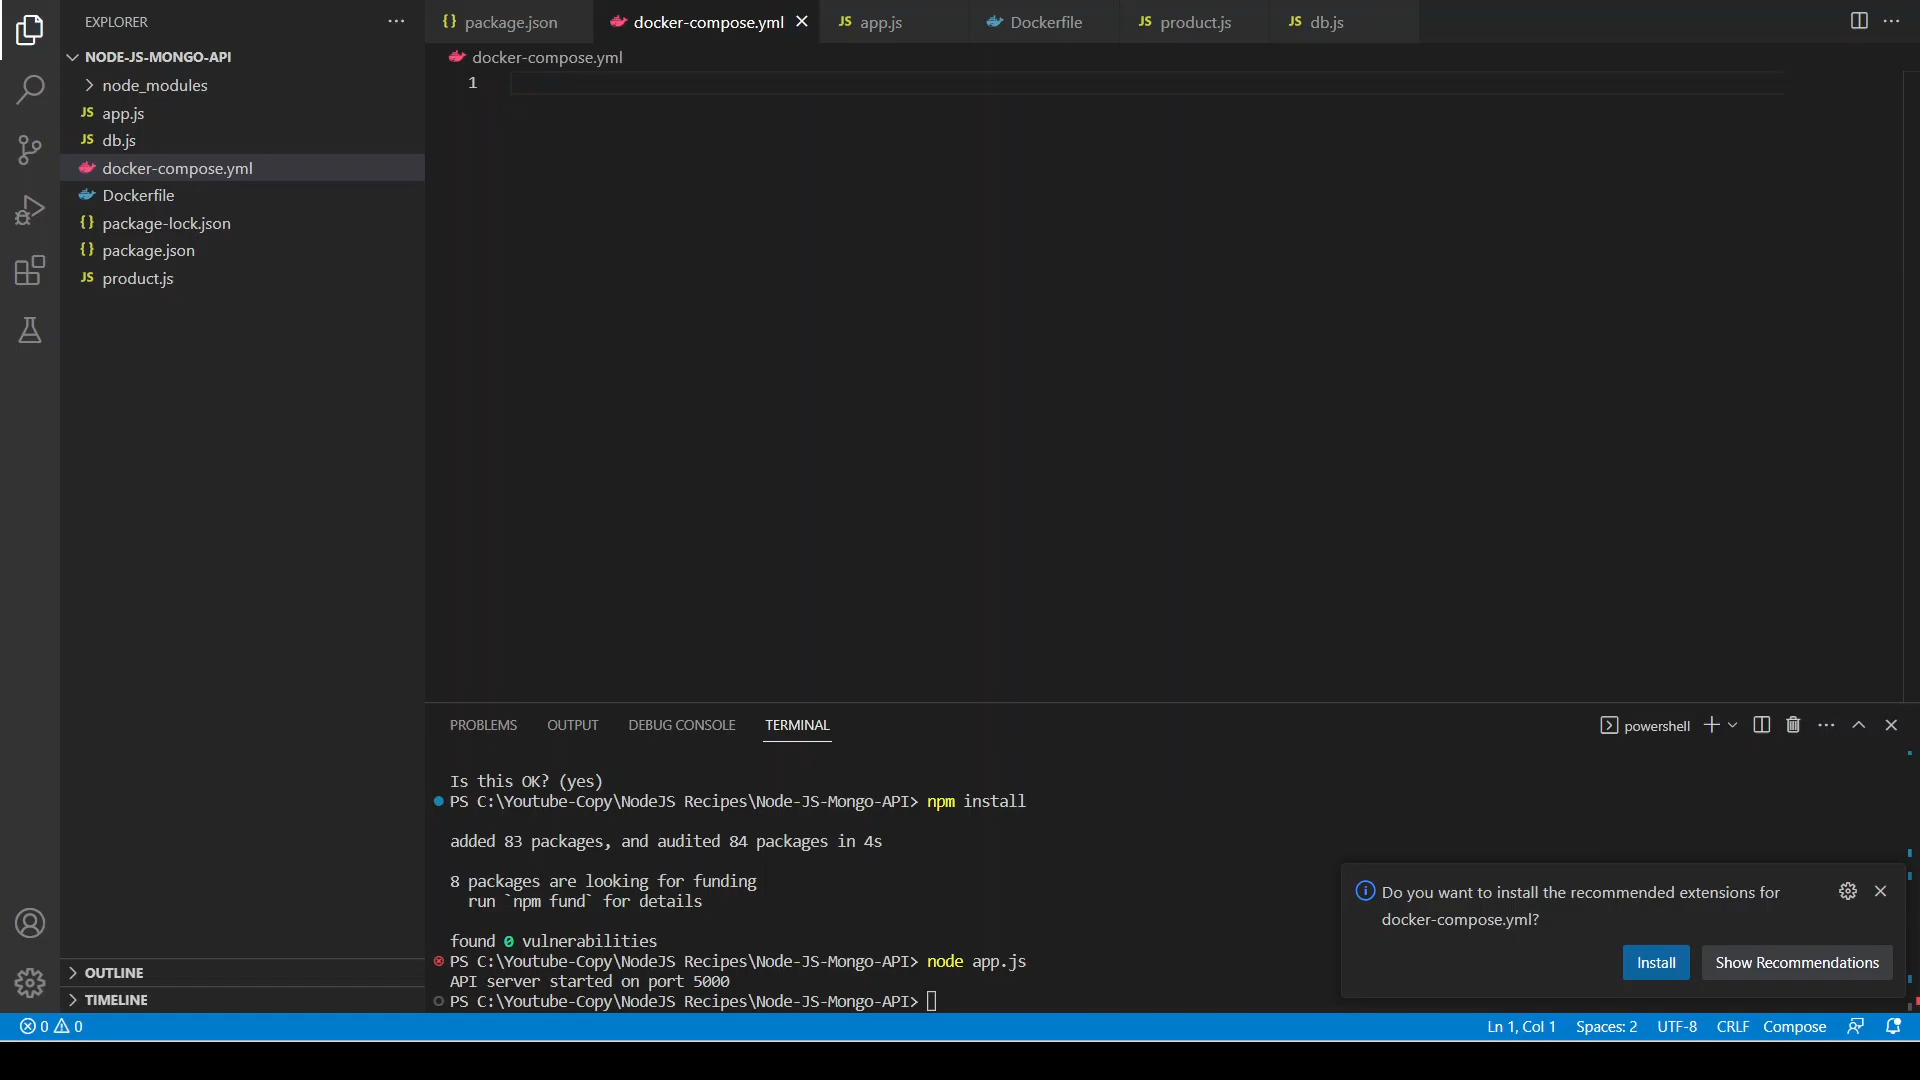 EXPLORER
NODE-JS-MONGO-API
node_modules
JS app.js
JS db.js
docker-compose.yml
Dockerfile
{} package-lock.json
{} package.json
JS product.js
OUTLINE
TIMELINE
{} package.json
docker-compose.yml
JS app.js
Dockerfile
JS product.js
JS db.js
docker-compose.yml
1
PROBLEMS
OUTPUT
DEBUG CONSOLE
TERMINAL
powershell
Is this OK? (yes)
PS C:\Youtube-Copy\NodeJS Recipes\Node-JS-Mongo-API> npm install
added 83 packages, and audited 84 packages in 4s
8 packages are looking for funding
run `npm fund` for details
found 0 vulnerabilities
PS C:\Youtube-Copy\NodeJS Recipes\Node-JS-Mongo-API> node app.js
API server started on port 5000
PS C:\Youtube-Copy\NodeJS Recipes\Node-JS-Mongo-API>
Do you want to install the recommended extensions for
docker-compose.yml?
Install
Show Recommendations
0 0
Ln 1, Col 1
Spaces: 2
UTF-8
CRLF
Compose